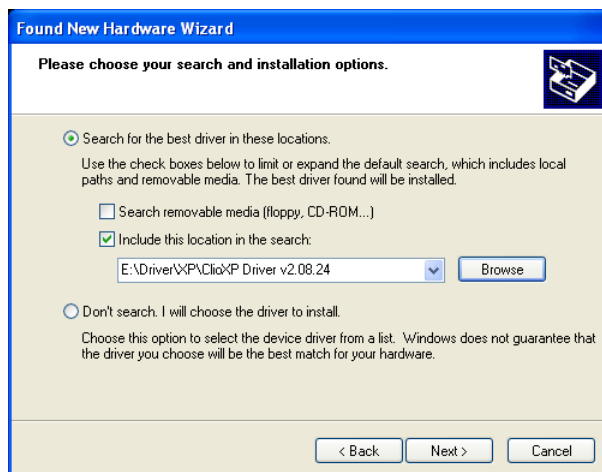 Found New Hardware Wizard
Please choose your search and installation options.
Search for the best driver in these locations.
Use the check boxes below to limit or expand the default search, which includes local
paths and removable media. The best driver found will be installed.
Search removable media (floppy, CD-ROM...)
Include this location in the search:
E:\Driver\XP\ClioXP Driver v2.08.24
Browse
Don't search. I will choose the driver to install.
Choose this option to select the device driver from a list. Windows does not guarantee that
the driver you choose will be the best match for your hardware.
< Back
Next >
Cancel